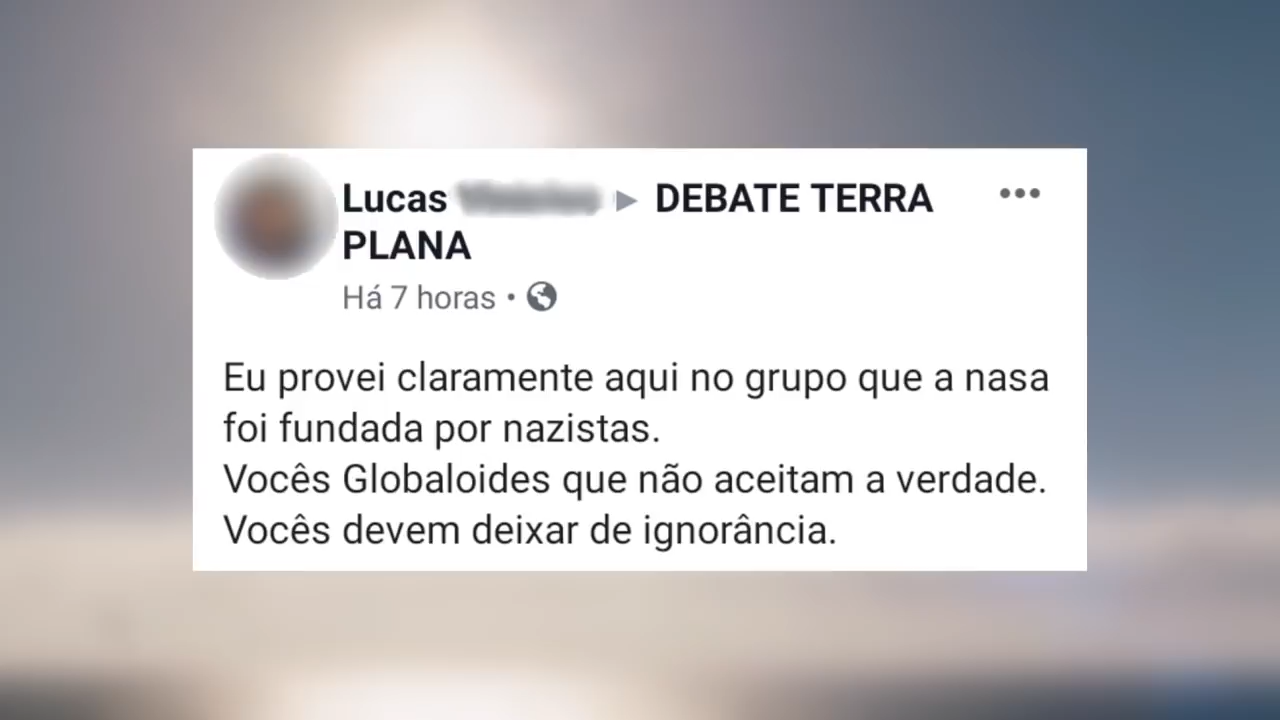 Lucas ▸ DEBATE TERRA
PLANA
Há 7 horas •
Eu provei claramente aqui no grupo que a nasa
foi fundada por nazistas.
Vocês Globaloides que não aceitam a verdade.
Vocês devem deixar de ignorância.